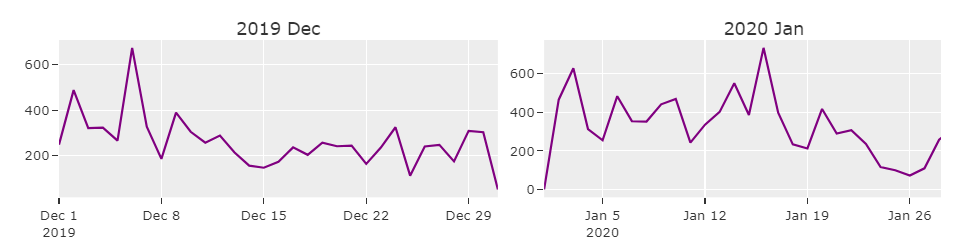 2019 Dec
600
400
200
Dec 1
2019
Dec 8
Dec 15
Dec 22
Dec 29
2020 Jan
600
400
200
0
Jan 5
2020
Jan 12
Jan 19
Jan 26